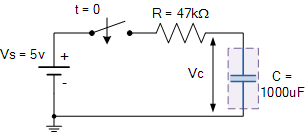 t = 0
R = 47kΩ
Vs = 5v
+
-
Vc
C =
1000uF